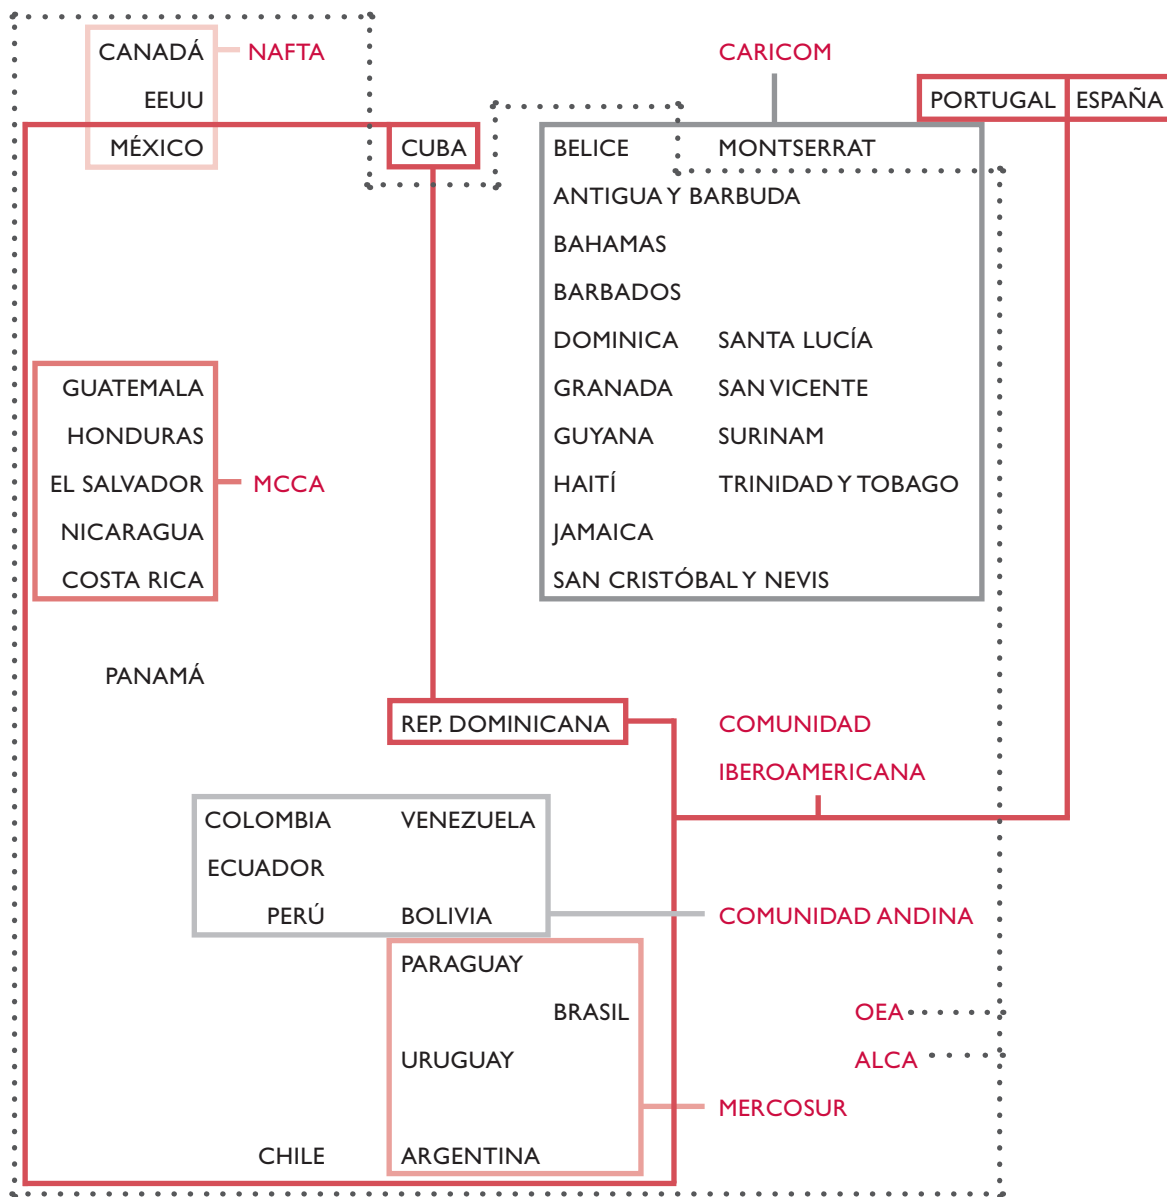 CANADÁ NAFTA CARICOM
EEUU PORTUGAL ESPAÑA
MÉXICO CUBA BELICE MONTSERRAT
ANTIGUA Y BARBUDA
BAHAMAS
BARBADOS
DOMINICA SANTA LUCÍA
GUATEMALA GRANADA SAN VICENTE
HONDURAS GUYANA SURINAM
EL SALVADOR MCCA HAITÍ TRINIDAD Y TOBAGO
NICARAGUA JAMAICA
COSTA RICA SAN CRISTÓBAL Y NEVIS
PANAMÁ
REP. DOMINICANA COMUNIDAD
IBEROAMERICANA
COLOMBIA VENEZUELA
ECUADOR
PERÚ BOLIVIA COMUNIDAD ANDINA
PARAGUAY
BRASIL OEA
URUGUAY ALCA
MERCOSUR
CHILE ARGENTINA